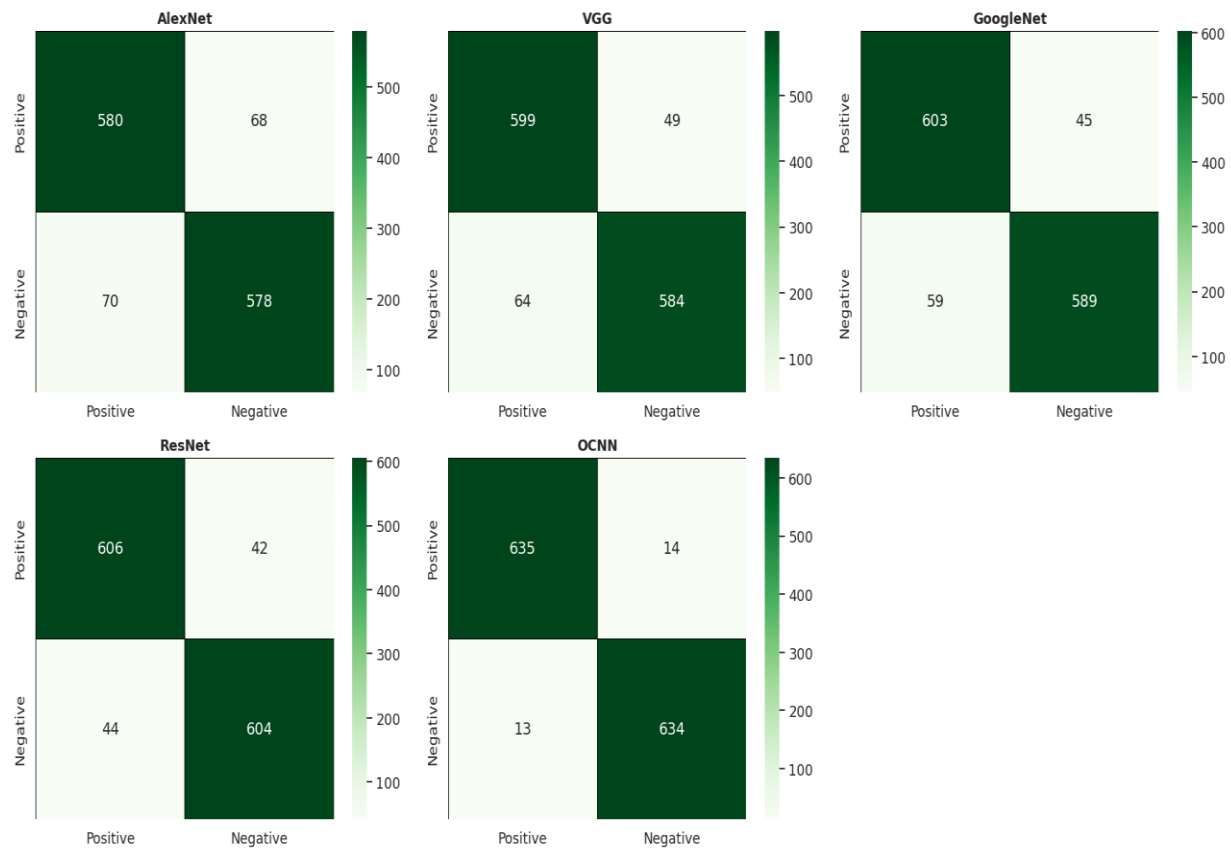 AlexNet
Positive
580
68
Negative
70
578
Positive
Negative
500
400
300
200
100
VGG
Positive
599
49
Negative
64
584
Positive
Negative
500
400
300
200
100
GoogleNet
Positive
603
45
Negative
59
589
Positive
Negative
600
500
400
300
200
100
ResNet
Positive
606
42
Negative
44
604
Positive
Negative
600
500
400
300
200
100
OCNN
Positive
635
14
Negative
13
634
Positive
Negative
600
500
400
300
200
100